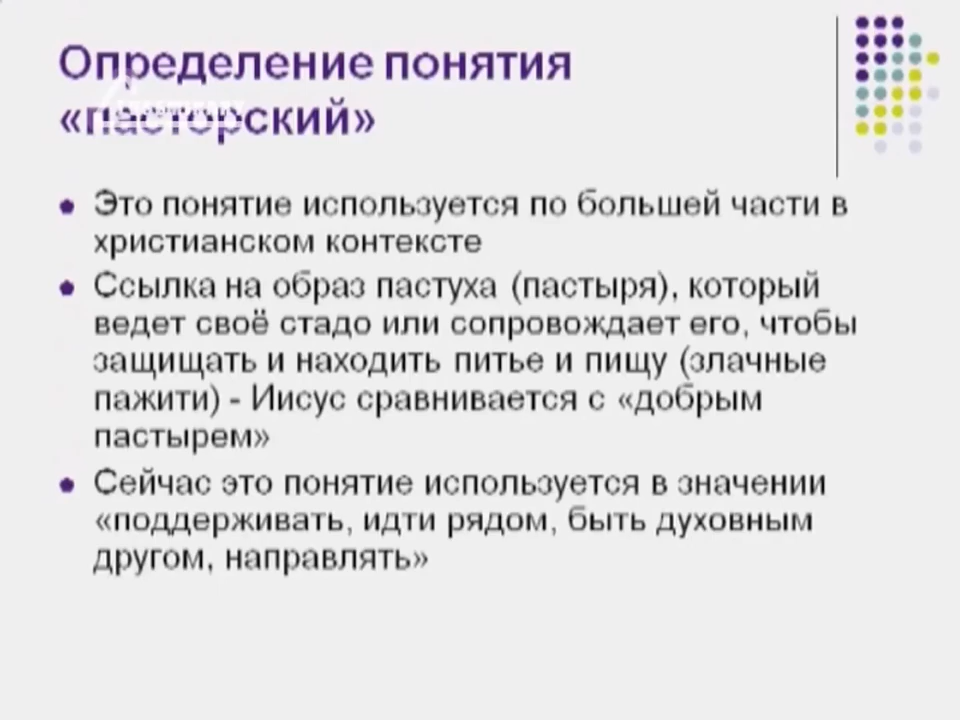 Определение понятия
«пасторский»
Это понятие используется по большей части в
христианском контексте
Ссылка на образ пастуха (пастыря), который
ведет своё стадо или сопровождает его, чтобы
защищать и находить питье и пищу (злачные
пажити) - Иисус сравнивается с «добрым
пастырем»
Сейчас это понятие используется в значении
«поддерживать, идти рядом, быть духовным
другом, направлять»